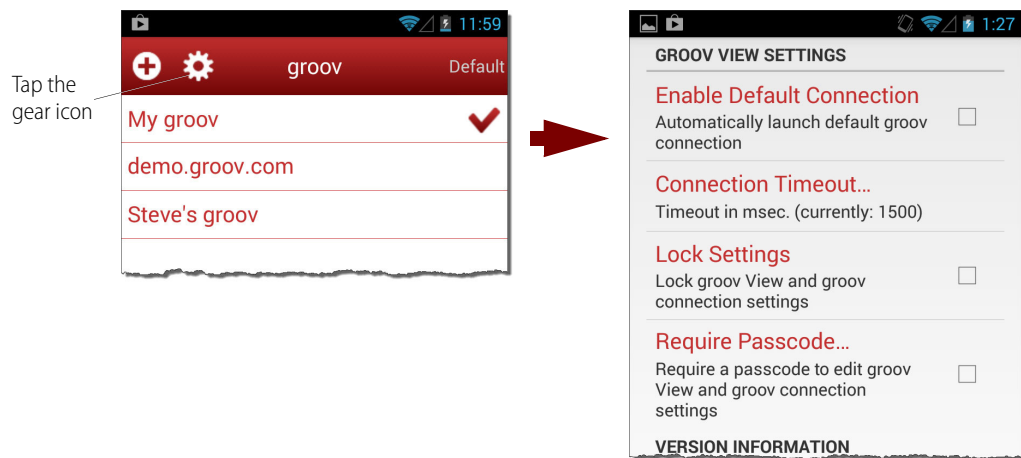 Tap the
gear icon
11:59
groov
Default
My groov
demo.groov.com
Steve's groov
1:27
GROOV VIEW SETTINGS
Enable Default Connection
Automatically launch default groov
connection
Connection Timeout...
Timeout in msec. (currently: 1500)
Lock Settings
Lock groov View and groov
connection settings
Require Passcode...
Require a passcode to edit groov
View and groov connection
settings
VERSION INFORMATION